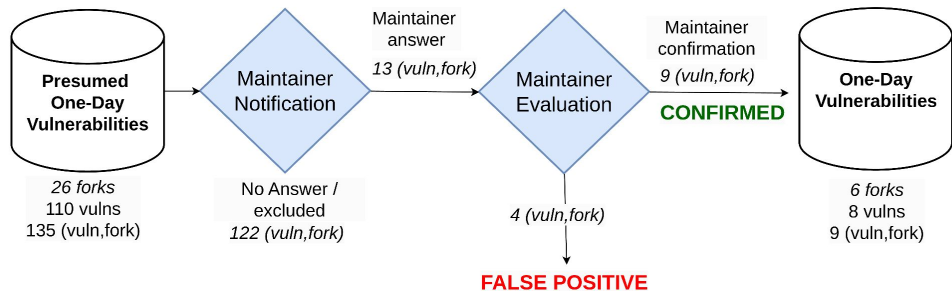 Presumed
One-Day
Vulnerabilities
26 forks
110 vulns
135 (vuln,fork)
Maintainer
Notification
No Answer /
excluded
122 (vuln,fork)
Maintainer
answer
13 (vuln,fork)
Maintainer
Evaluation
4 (vuln,fork)
FALSE POSITIVE
Maintainer
confirmation
9 (vuln,fork)
CONFIRMED
One-Day
Vulnerabilities
6 forks
8 vulns
9 (vuln,fork)